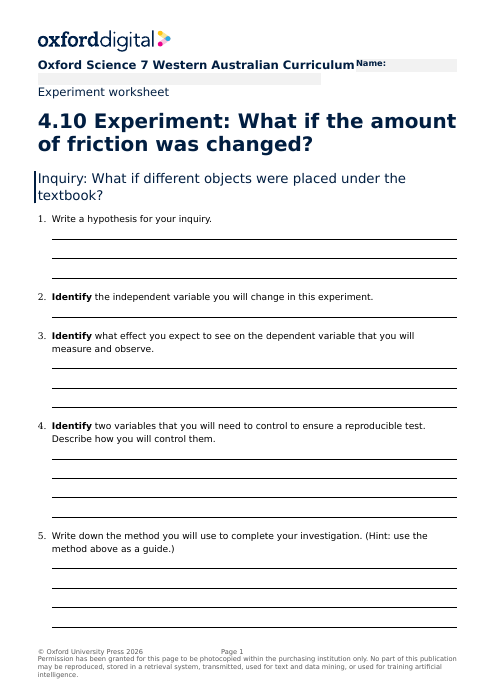 oxforddigital
Oxford Science 7 Western Australian Curriculum Name:
Experiment worksheet
4.10 Experiment: What if the amount
of friction was changed?
Inquiry: What if different objects were placed under the
textbook?
1. Write a hypothesis for your inquiry.
2. Identify the independent variable you will change in this experiment.
3. Identify what effect you expect to see on the dependent variable that you will
measure and observe.
4. Identify two variables that you will need to control to ensure a reproducible test.
Describe how you will control them.
5. Write down the method you will use to complete your investigation. (Hint: use the
method above as a guide.)
© Oxford University Press 2026 Page 1
Permission has been granted for this page to be photocopied within the purchasing institution only. No part of this publication
may be reproduced, stored in a retrieval system, transmitted, used for text and data mining, or used for training artificial
intelligence.